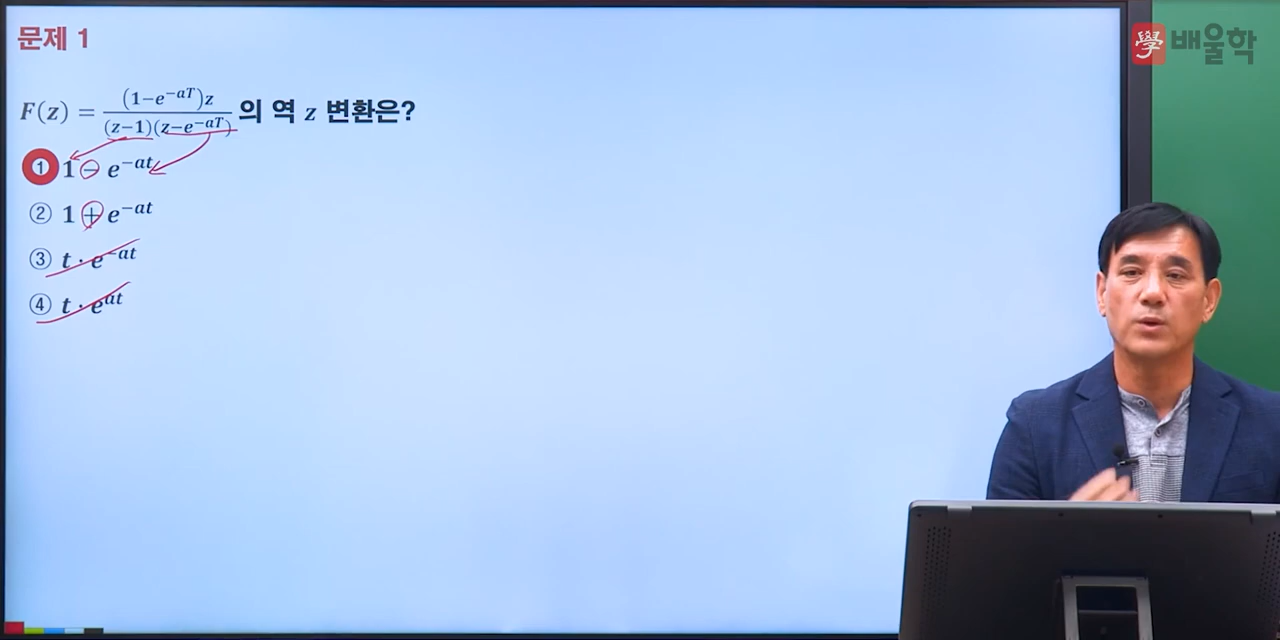 문제 1
學 배울학
F(z) = (1−e^{−aT})z / (z−1)(z−e^{−aT}) 의 역 z 변환은?
① 1 − e^{−at}
② 1 + e^{−at}
③ t · e^{−at}
④ t · e^{at}